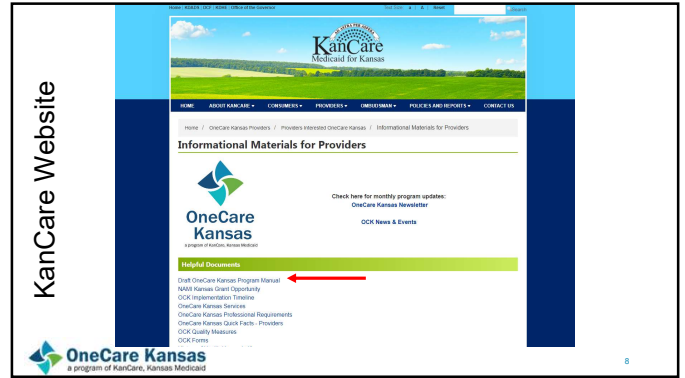 KanCare Website
Home | KDADS | DCF | KDHE | Office of the Governor
Text Size: a | A | Reset
Search
AD ASTRA PER ASPERA
KanCare
Medicaid for Kansas
HOME ABOUT KANCARE CONSUMERS PROVIDERS OMBUDSMAN POLICIES AND REPORTS CONTACT US
Home / OneCare Kansas Providers / Providers Interested OneCare Kansas / Informational Materials for Providers
Informational Materials for Providers
OneCare
Kansas
a program of KanCare, Kansas Medicaid
Check here for monthly program updates:
OneCare Kansas Newsletter
OCK News & Events
Helpful Documents
Draft OneCare Kansas Program Manual
NAMI Kansas Grant Opportunity
OCK Implementation Timeline
OneCare Kansas Services
OneCare Kansas Professional Requirements
OneCare Kansas Quick Facts - Providers
OCK Quality Measures
OCK Forms
OneCare Kansas
a program of KanCare, Kansas Medicaid
8